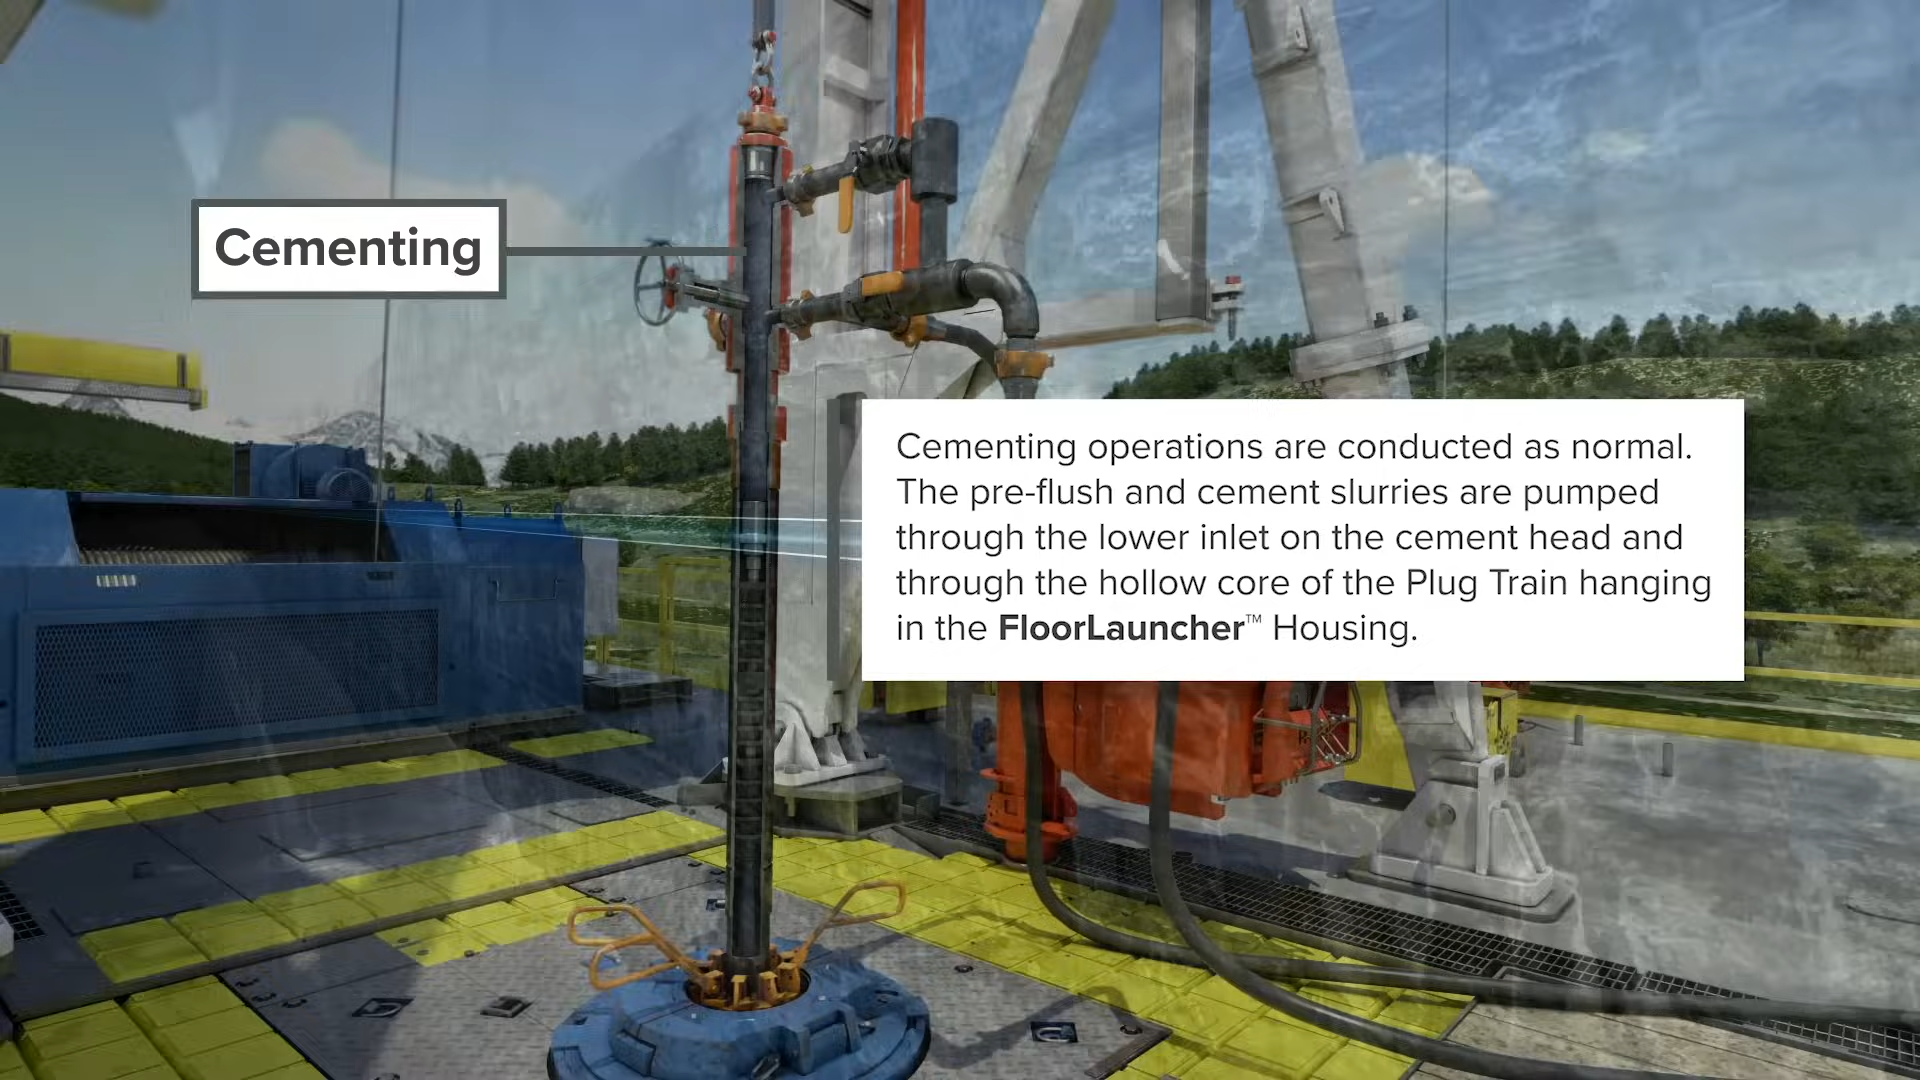 Cementing
Cementing operations are conducted as normal.
The pre-flush and cement slurries are pumped
through the lower inlet on the cement head and
through the hollow core of the Plug Train hanging
in the FloorLauncher™ Housing.